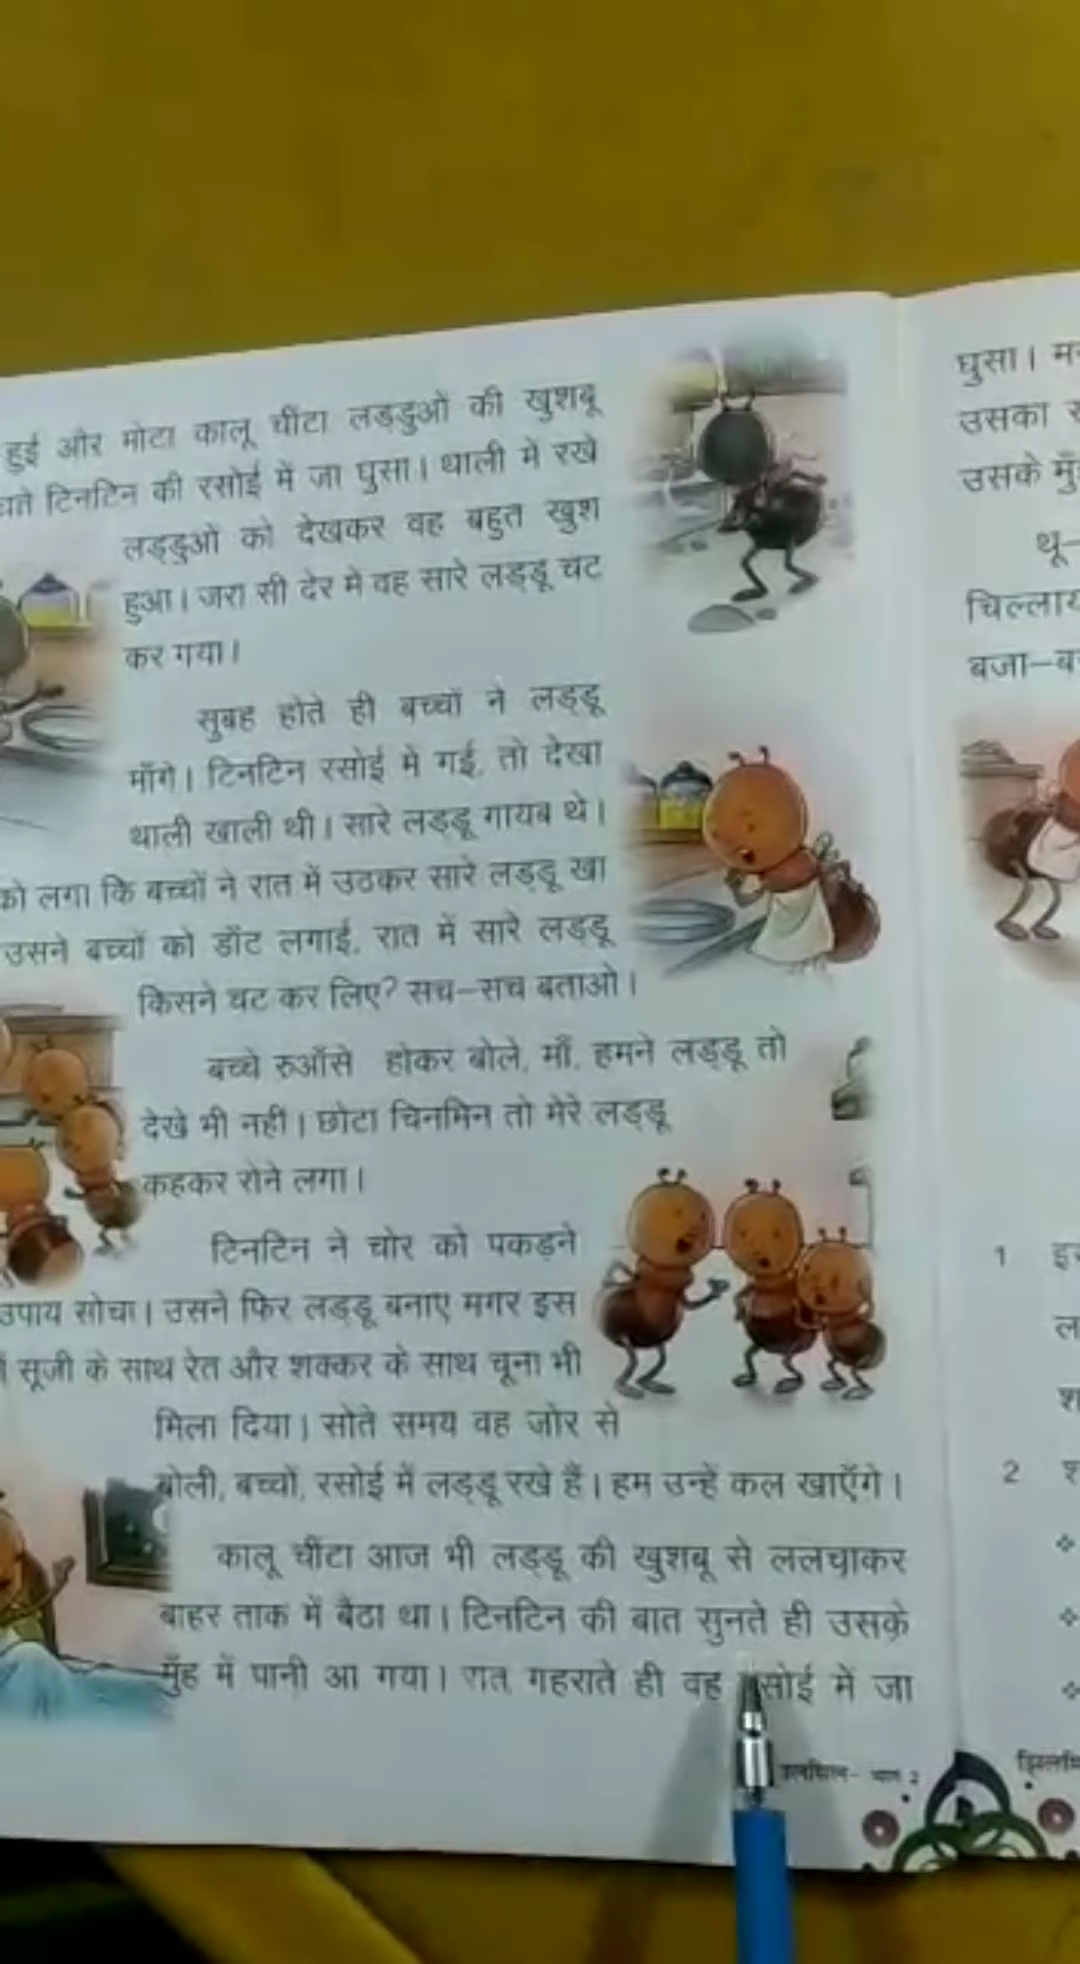 हुई और मोटा कालू चींटा लड्डुओं की खुशबू
टिनटिन की रसोई में जा घुसा। थाली में रखे
लड्डुओं को देखकर वह बहुत खुश
हुआ। जरा सी देर में वह सारे लड्डू चट
कर गया।
सुबह होते ही बच्चों ने लड्डू
माँगे। टिनटिन रसोई में गई, तो देखा
थाली खाली थी। सारे लड्डू गायब थे।
को लगा कि बच्चों ने रात में उठकर सारे लड्डू खा
उसने बच्चों को डाँट लगाई, रात में सारे लड्डू
किसने चट कर लिए? सच–सच बताओ।
बच्चे रुआँसे होकर बोले, माँ, हमने लड्डू तो
देखे भी नहीं। छोटा चिनमिन तो मेरे लड्डू
कहकर रोने लगा।
टिनटिन ने चोर को पकड़ने
उपाय सोचा। उसने फिर लड्डू बनाए मगर इस
सूजी के साथ रेत और शक्कर के साथ चूना भी
मिला दिया। सोते समय वह जोर से
बोली, बच्चों, रसोई में लड्डू रखे हैं। हम उन्हें कल खाएँगे।
कालू चींटा आज भी लड्डू की खुशबू से ललचाकर
बाहर ताक में बैठा था। टिनटिन की बात सुनते ही उसके
मुँह में पानी आ गया। रात गहराते ही वह रसोई में जा
घुसा।
उसका
उसके
थू–
बजा–
1
2